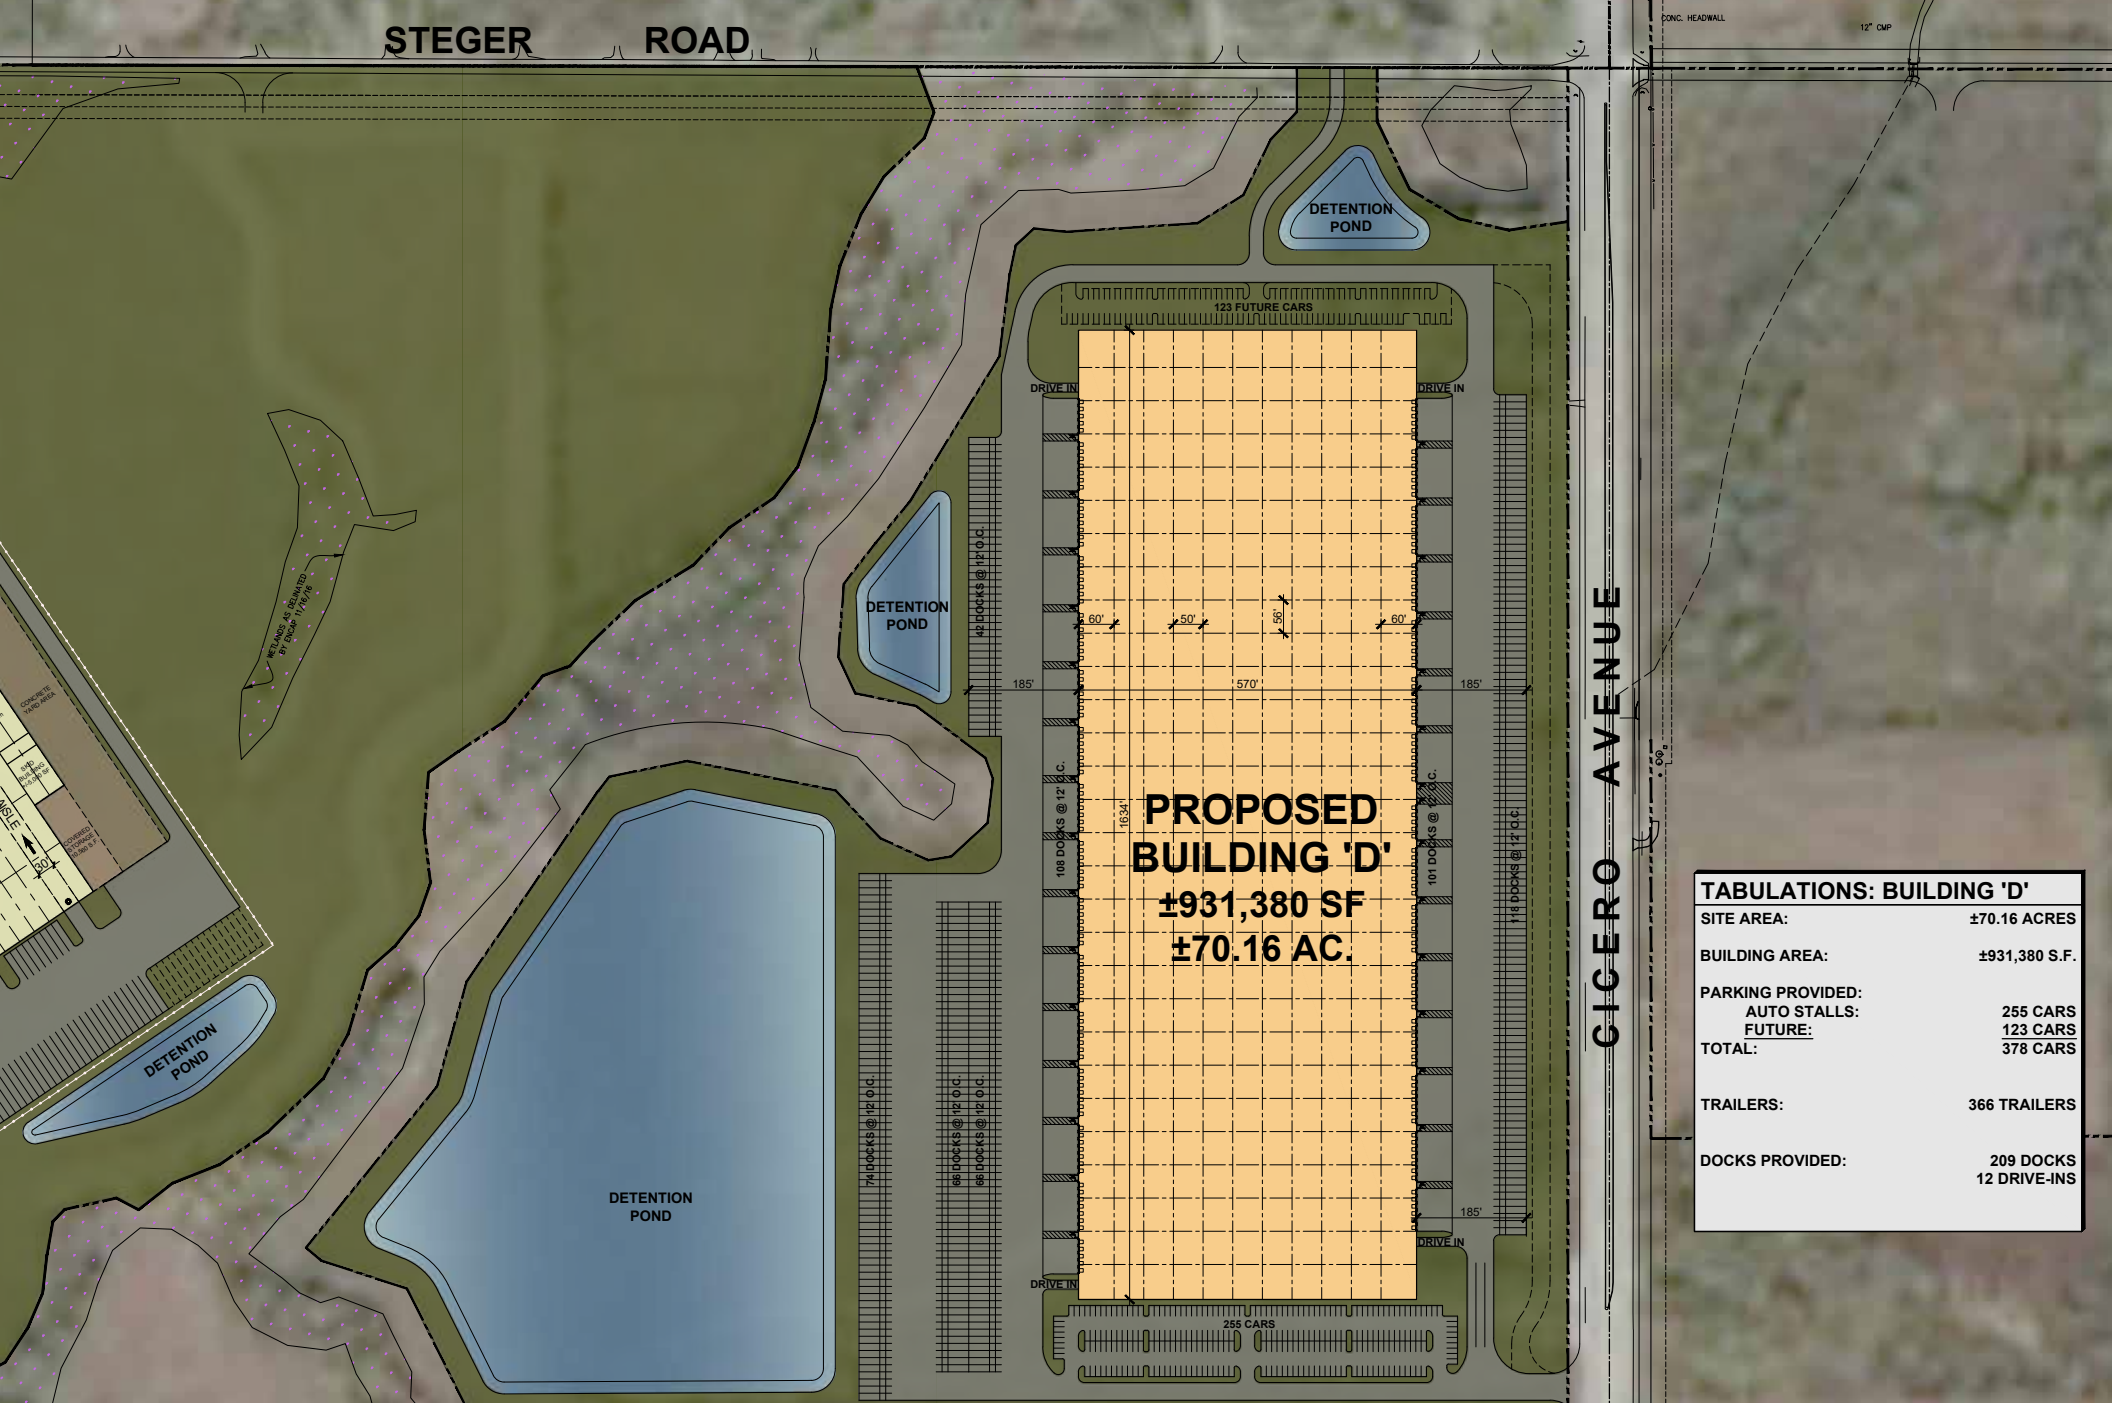 STEGER ROAD
CONC. HEADWALL
12" CMP
DETENTION
POND
123 FUTURE CARS
DRIVE IN
DRIVE IN
42 DOCKS @ 12' O.C.
WETLANDS AS DELINATED
BY ENCAP 11/16/16
DETENTION
POND
60'
50'
56'
60'
185'
570'
185'
CONCRETE
YARD AREA
BUILDING
AISLE
COVERED
STORAGE
30'
108 DOCKS @ 12' O.C.
1634'
PROPOSED
BUILDING 'D'
±931,380 SF
±70.16 AC.
101 DOCKS @ 12' O.C.
118 DOCKS @ 12' O.C.
CICERO AVENUE
TABULATIONS: BUILDING 'D'
SITE AREA: ±70.16 ACRES
BUILDING AREA: ±931,380 S.F.
PARKING PROVIDED:
AUTO STALLS: 255 CARS
FUTURE: 123 CARS
TOTAL: 378 CARS
TRAILERS: 366 TRAILERS
DOCKS PROVIDED: 209 DOCKS
12 DRIVE-INS
DETENTION
POND
74 DOCKS @ 12' O.C.
66 DOCKS @ 12' O.C.
66 DOCKS @ 12' O.C.
DETENTION
POND
185'
DRIVE IN
DRIVE IN
255 CARS